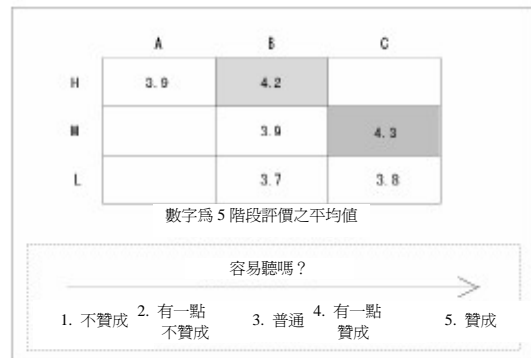 A B C
H 3.9 4.2
M 3.9 4.3
L 3.7 3.8
數字爲 5 階段評價之平均值
容易聽嗎？
1. 不贊成 2. 有一點不贊成 3. 普通 4. 有一點贊成 5. 贊成